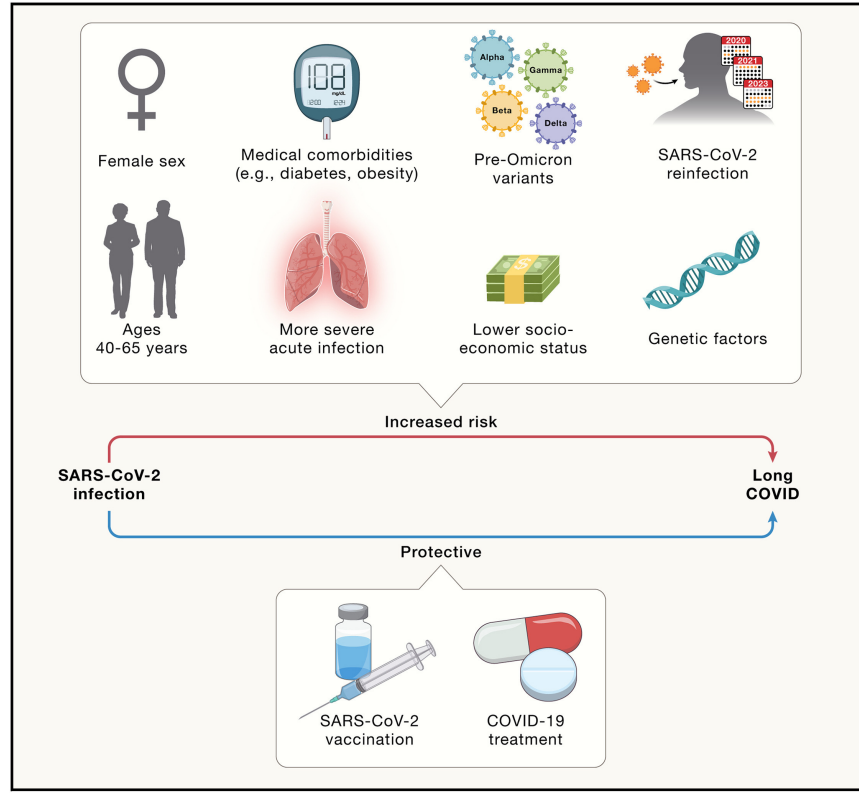 108
mg/dL
12:00 12:24
Alpha
Gamma
Beta
Delta
2020
2021
2023
Female sex
Medical comorbidities
(e.g., diabetes, obesity)
Pre-Omicron
variants
SARS-CoV-2
reinfection
Ages
40-65 years
More severe
acute infection
Lower socio-
economic status
Genetic factors
Increased risk
SARS-CoV-2
infection
Long
COVID
Protective
SARS-CoV-2
vaccination
COVID-19
treatment